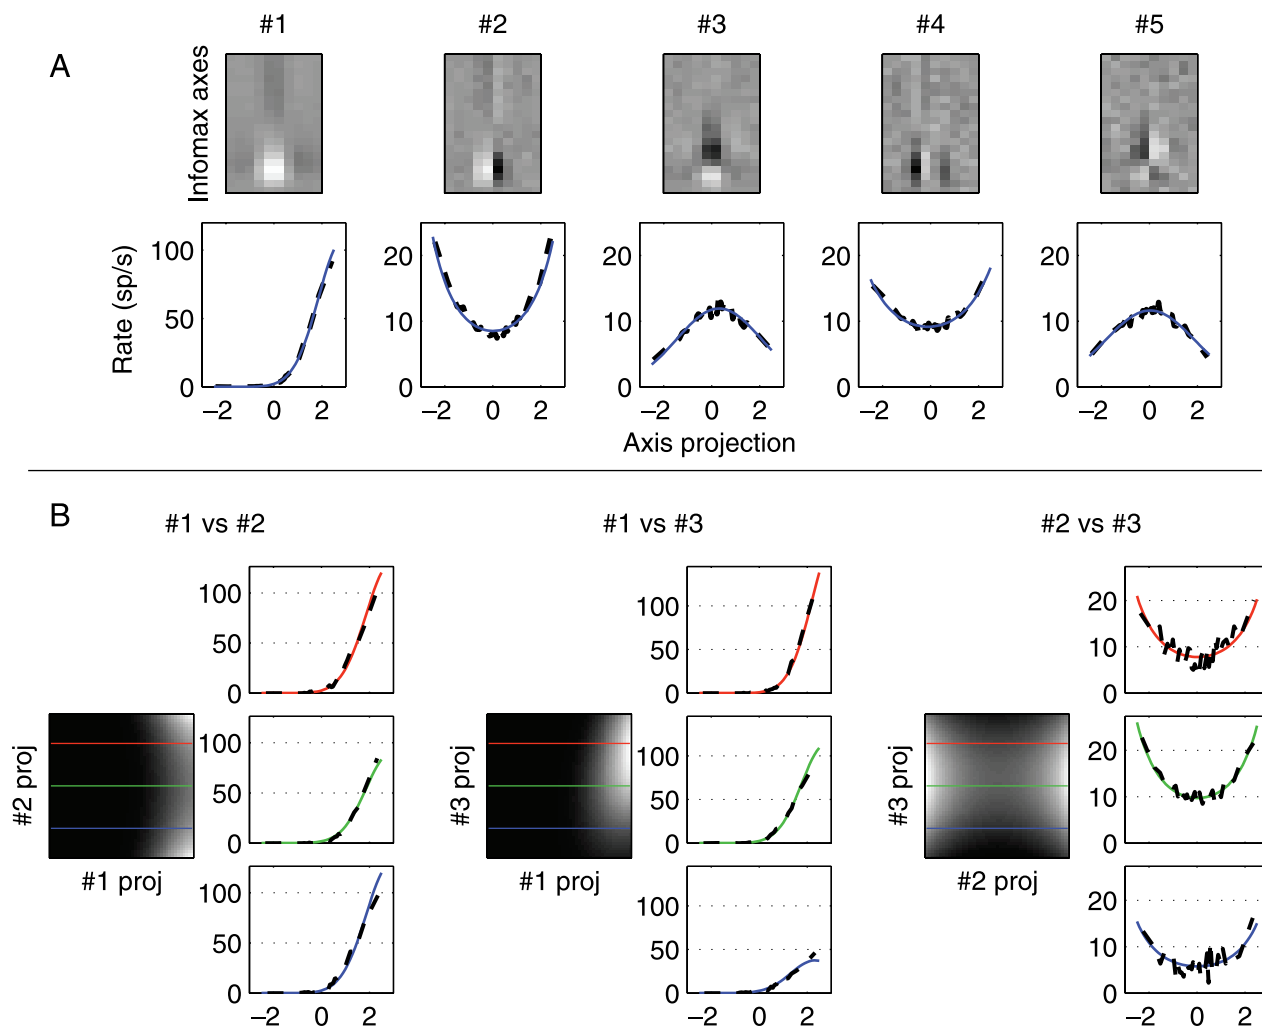 #1 #2 #3 #4 #5
A
Infomax axes
Rate (sp/s)
100 20 20 20 20
50 10 10 10 10
0 0 0 0 0
−2 0 2 −2 0 2 −2 0 2 −2 0 2 −2 0 2
Axis projection
B
#1 vs #2 #1 vs #3 #2 vs #3
100 100 20
50 50 10
0 0 0
#2 proj #3 proj #3 proj
100 100 20
50 50 10
0 0 0
#1 proj #1 proj #2 proj
100 100 20
50 50 10
0 0 0
−2 0 2 −2 0 2 −2 0 2